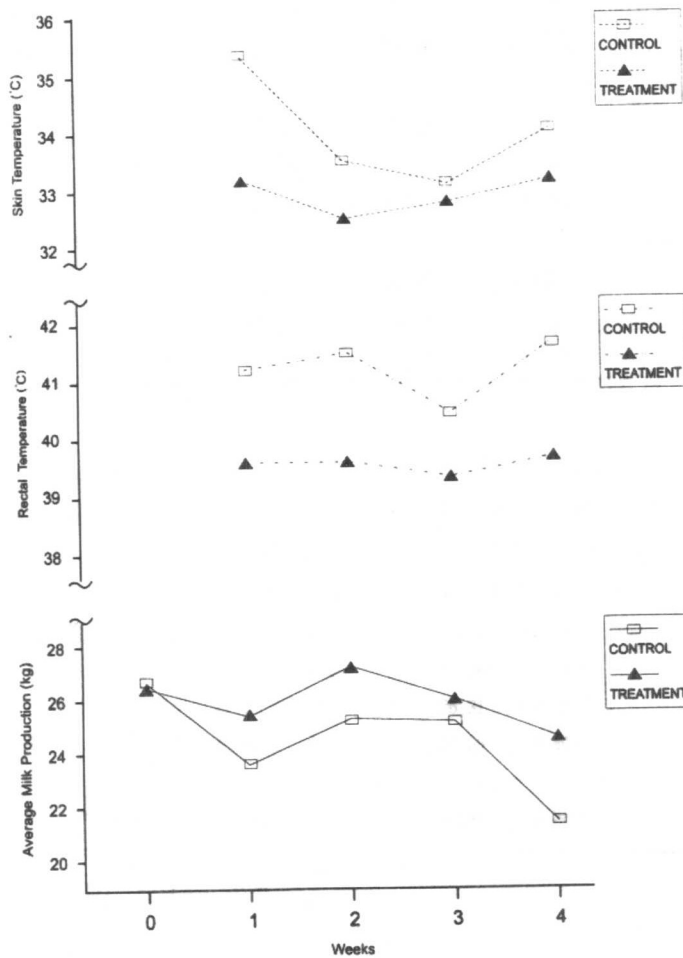 36
35
34
33
32
Skin Temperature (°C)
CONTROL
TREATMENT
42
41
40
39
38
Rectal Temperature (°C)
CONTROL
TREATMENT
28
26
24
22
20
Average Milk Production (kg)
CONTROL
TREATMENT
0 1 2 3 4
Weeks